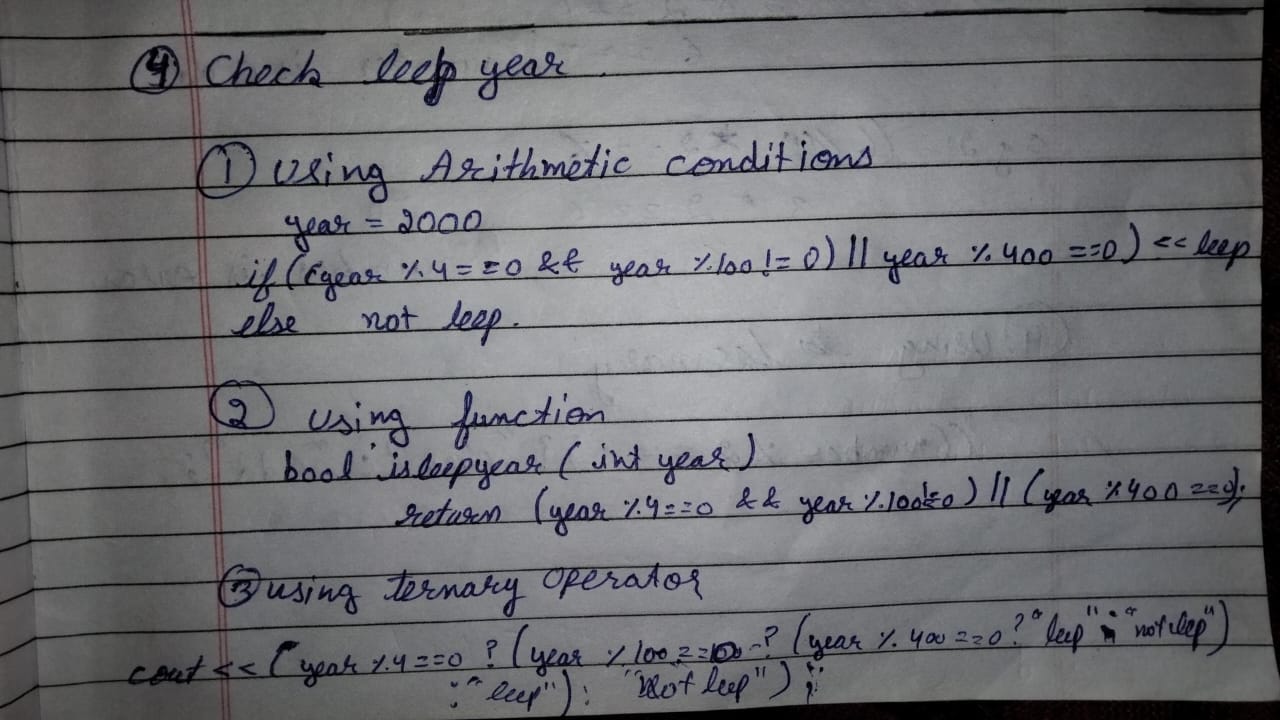 ④ Check leep year.
① Using Arithmetic conditions
year = 2000
if ((year % 4 == 0 && year % 100 != 0) || year % 400 == 0) << leep
else not leep.
② Using function
bool isleepyear (int year)
return (year % 4 == 0 && year % 100 != 0) || (year % 400 == 0);
③ using ternary operator
cout << (year % 4 == 0 ? (year % 100 == 0 ? (year % 400 == 0 ? "leep" : "not leep")
: "leep") : "Not leep");